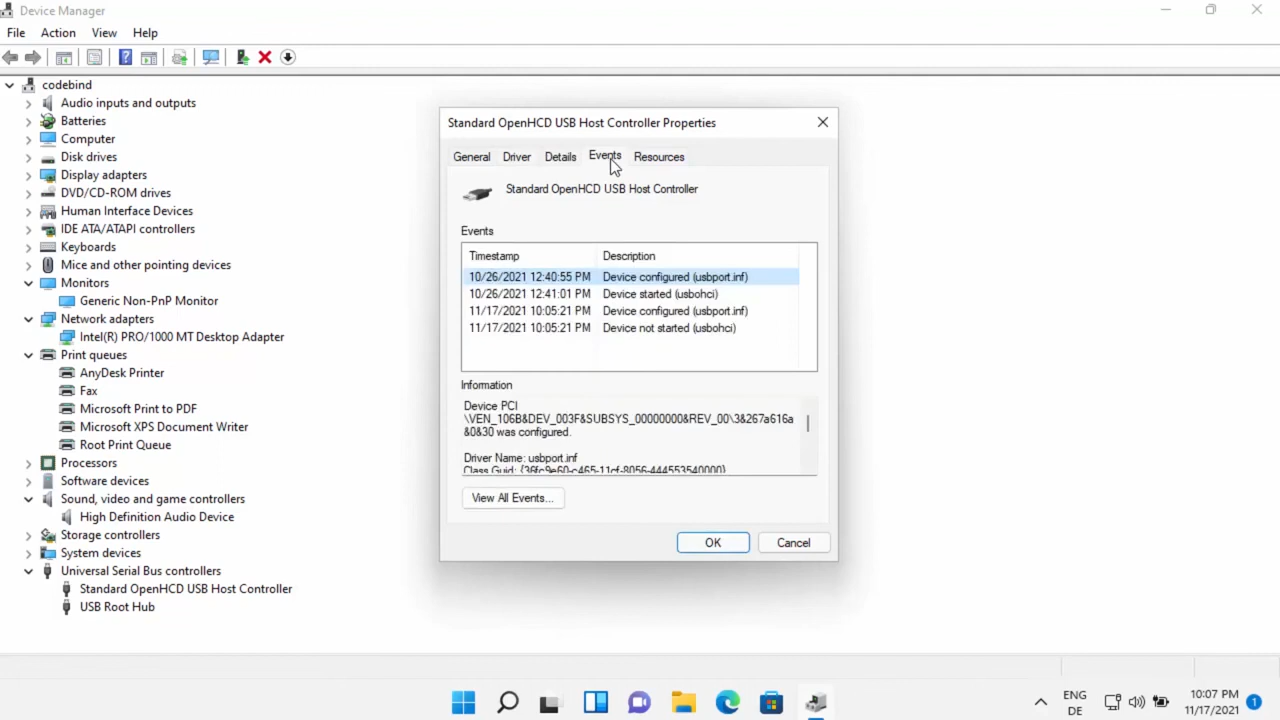 Device Manager
File Action View Help
codebind
Audio inputs and outputs
Batteries
Computer
Disk drives
Display adapters
DVD/CD-ROM drives
Human Interface Devices
IDE ATA/ATAPI controllers
Keyboards
Mice and other pointing devices
Monitors
Generic Non-PnP Monitor
Network adapters
Intel(R) PRO/1000 MT Desktop Adapter
Print queues
AnyDesk Printer
Fax
Microsoft Print to PDF
Microsoft XPS Document Writer
Root Print Queue
Processors
Software devices
Sound, video and game controllers
High Definition Audio Device
Storage controllers
System devices
Universal Serial Bus controllers
Standard OpenHCD USB Host Controller
USB Root Hub
Standard OpenHCD USB Host Controller Properties
General Driver Details Events Resources
Standard OpenHCD USB Host Controller
Events
Timestamp Description
10/26/2021 12:40:55 PM Device configured (usbport.inf)
10/26/2021 12:41:01 PM Device started (usbohci)
11/17/2021 10:05:21 PM Device configured (usbport.inf)
11/17/2021 10:05:21 PM Device not started (usbohci)
Information
Device PCI
\VEN_106B&DEV_003F&SUBSYS_00000000&REV_00\3&267a616a
&0&30 was configured.
Driver Name: usbport.inf
Class Guid: {36fc9e60-c465-11cf-8056-444553540000}
View All Events...
OK Cancel
ENG
DE
10:07 PM
11/17/2021
1